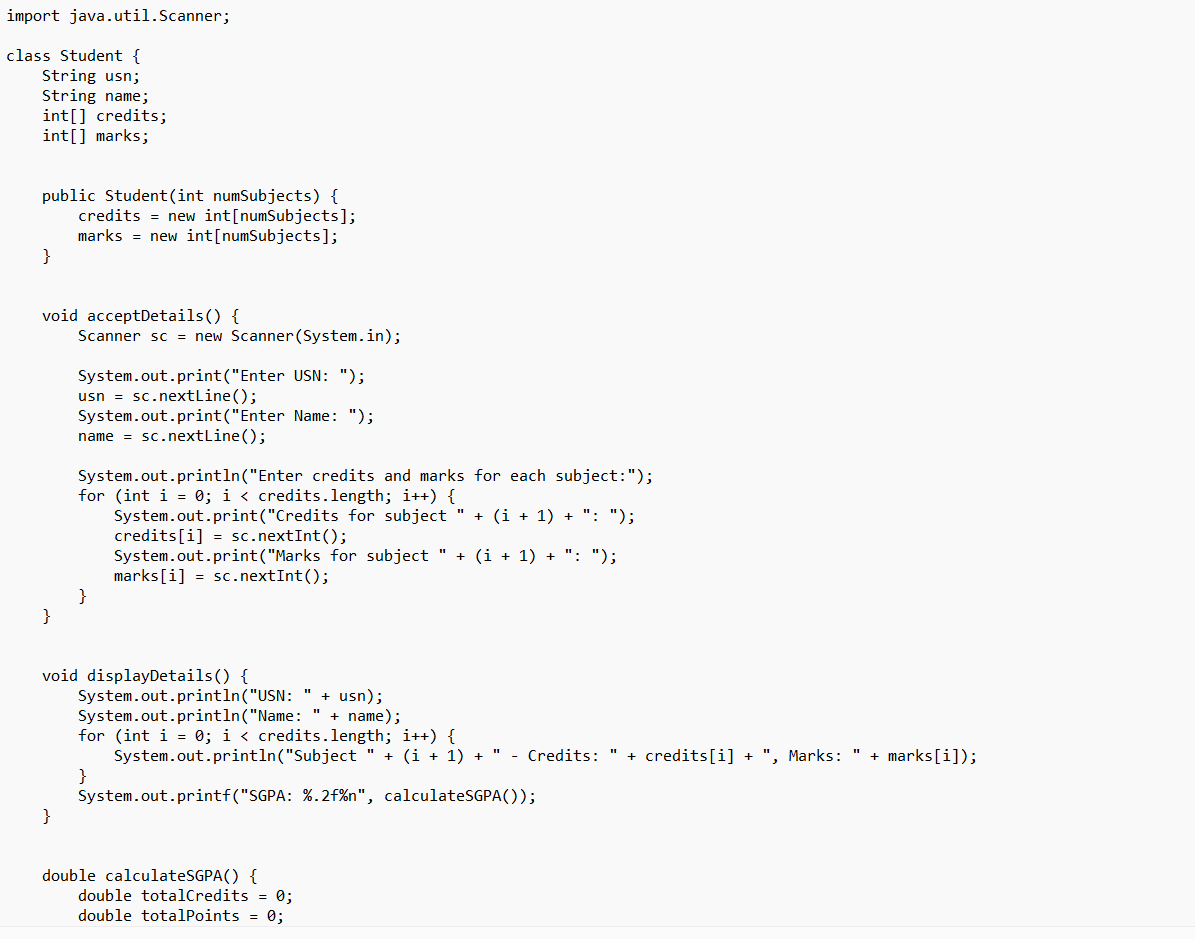 import java.util.Scanner;
class Student {
    String usn;
    String name;
    int[] credits;
    int[] marks;
    public Student(int numSubjects) {
        credits = new int[numSubjects];
        marks = new int[numSubjects];
    }
    void acceptDetails() {
        Scanner sc = new Scanner(System.in);
        System.out.print("Enter USN: ");
        usn = sc.nextLine();
        System.out.print("Enter Name: ");
        name = sc.nextLine();
        System.out.println("Enter credits and marks for each subject:");
        for (int i = 0; i < credits.length; i++) {
            System.out.print("Credits for subject " + (i + 1) + ": ");
            credits[i] = sc.nextInt();
            System.out.print("Marks for subject " + (i + 1) + ": ");
            marks[i] = sc.nextInt();
        }
    }
    void displayDetails() {
        System.out.println("USN: " + usn);
        System.out.println("Name: " + name);
        for (int i = 0; i < credits.length; i++) {
            System.out.println("Subject " + (i + 1) + " - Credits: " + credits[i] + ", Marks: " + marks[i]);
        }
        System.out.printf("SGPA: %.2f%n", calculateSGPA());
    }
    double calculateSGPA() {
        double totalCredits = 0;
        double totalPoints = 0;